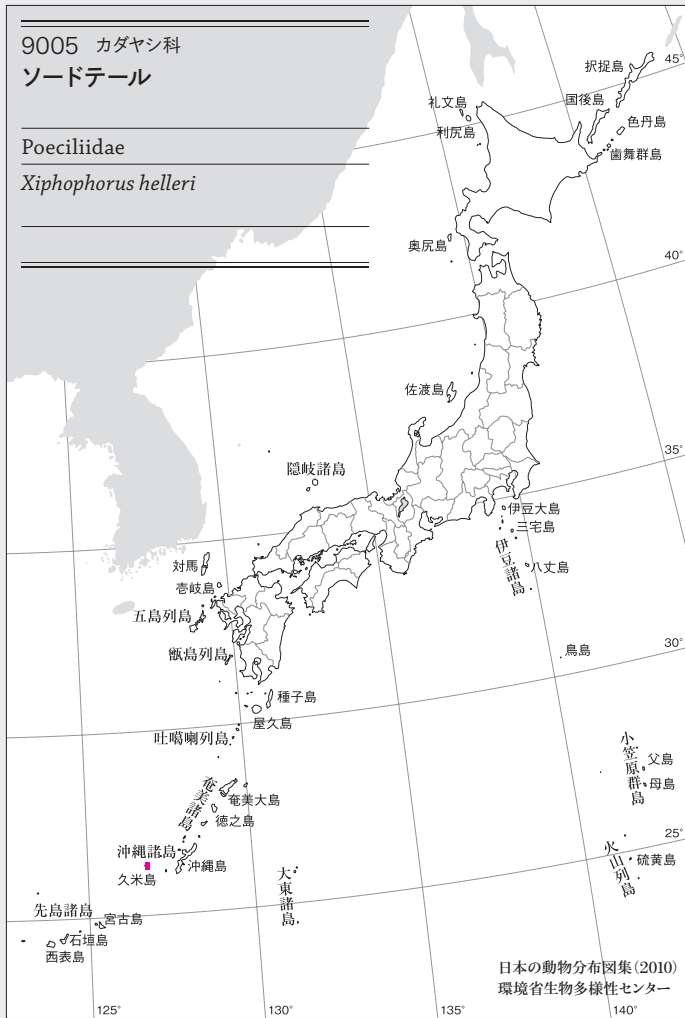 9005 カダヤシ科
ソードテール
Poeciliidae
Xiphophorus helleri
45°
択捉島
国後島
礼文島
利尻島
色丹島
歯舞群島
奥尻島
40°
佐渡島
35°
隠岐諸島
伊豆大島
三宅島
伊豆諸島
八丈島
対馬
壱岐島
五島列島
甑島列島
鳥島
30°
種子島
屋久島
吐噶喇列島
小笠原群島
父島
母島
奄美諸島
奄美大島
徳之島
25°
沖縄諸島
沖縄島
久米島
火山列島
硫黄島
大東諸島
先島諸島
宮古島
石垣島
西表島
日本の動物分布図集(2010)
環境省生物多様性センター
125°
130°
135°
140°